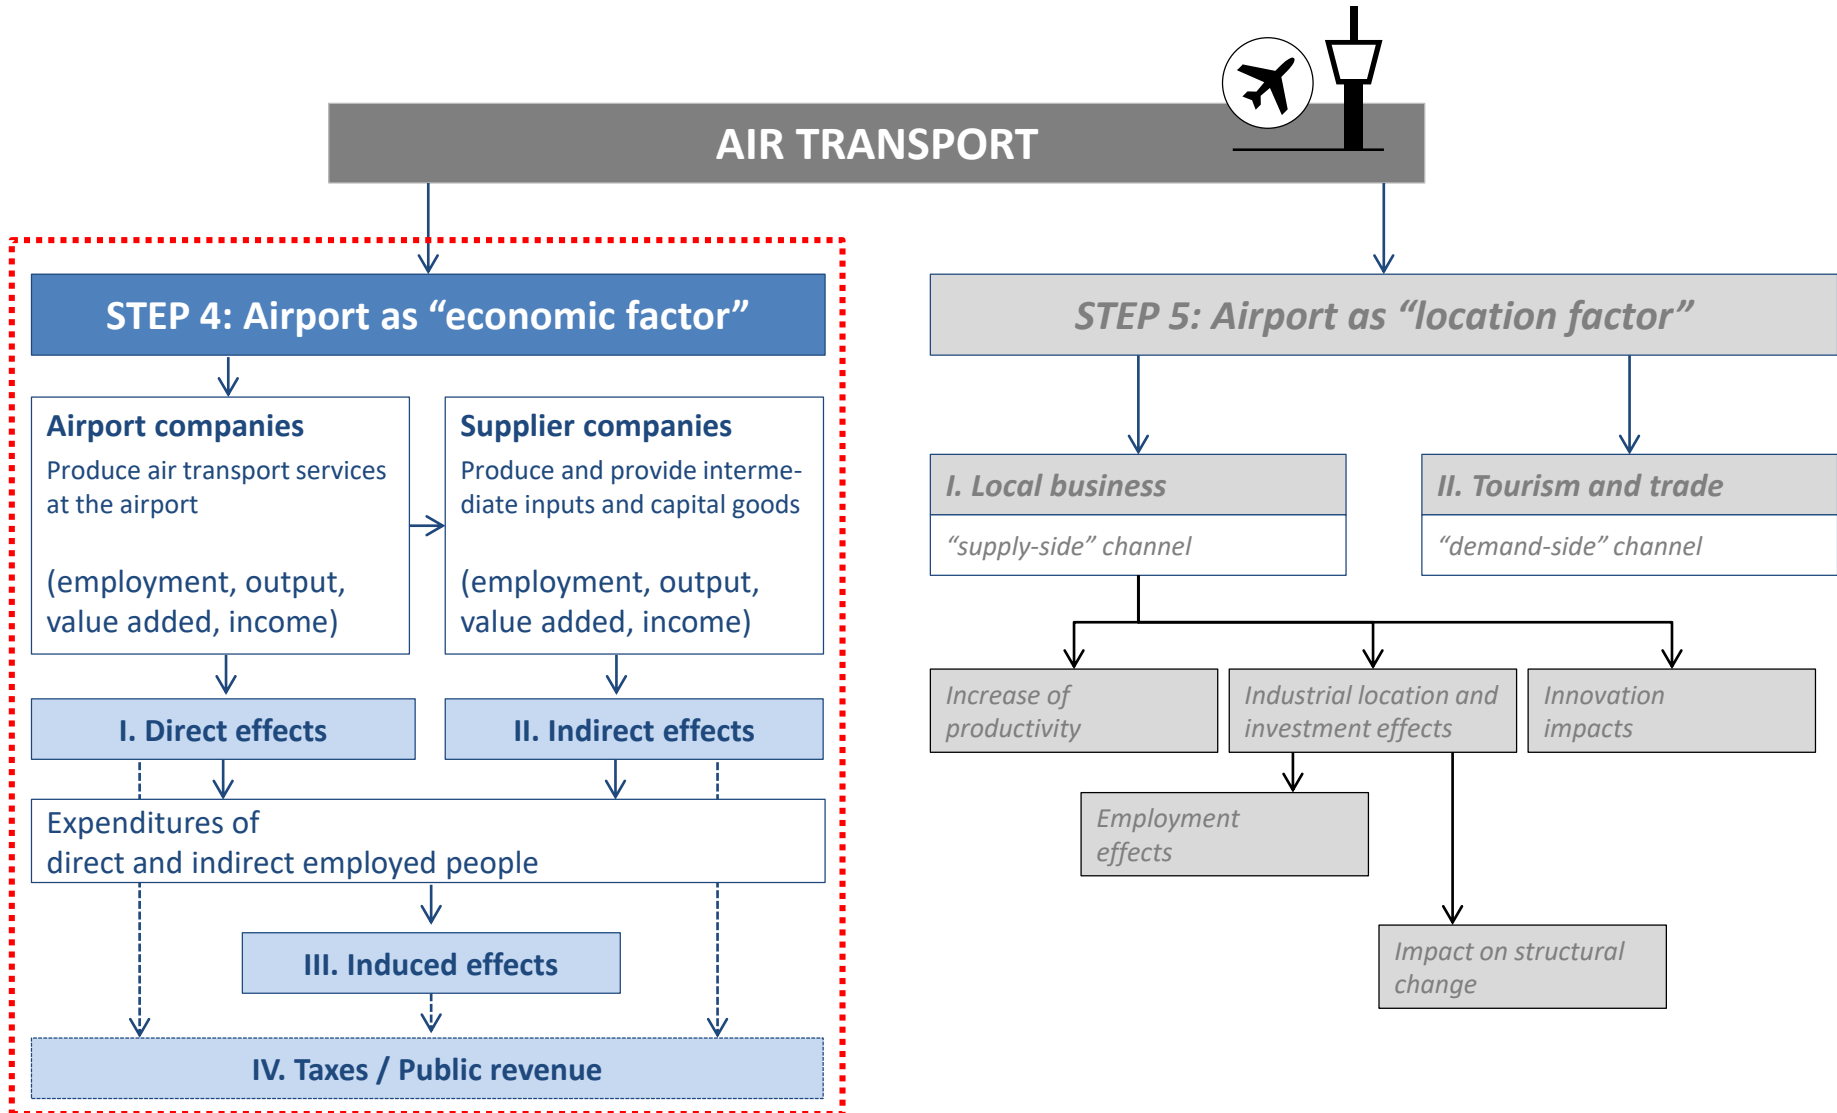 AIR TRANSPORT
STEP 4: Airport as “economic factor”
Airport companies
Produce air transport services
at the airport
(employment, output,
value added, income)
Supplier companies
Produce and provide interme-
diate inputs and capital goods
(employment, output,
value added, income)
I. Direct effects
II. Indirect effects
Expenditures of
direct and indirect employed people
III. Induced effects
IV. Taxes / Public revenue
STEP 5: Airport as “location factor”
I. Local business
“supply-side” channel
II. Tourism and trade
“demand-side” channel
Increase of
productivity
Industrial location and
investment effects
Innovation
impacts
Employment
effects
Impact on structural
change